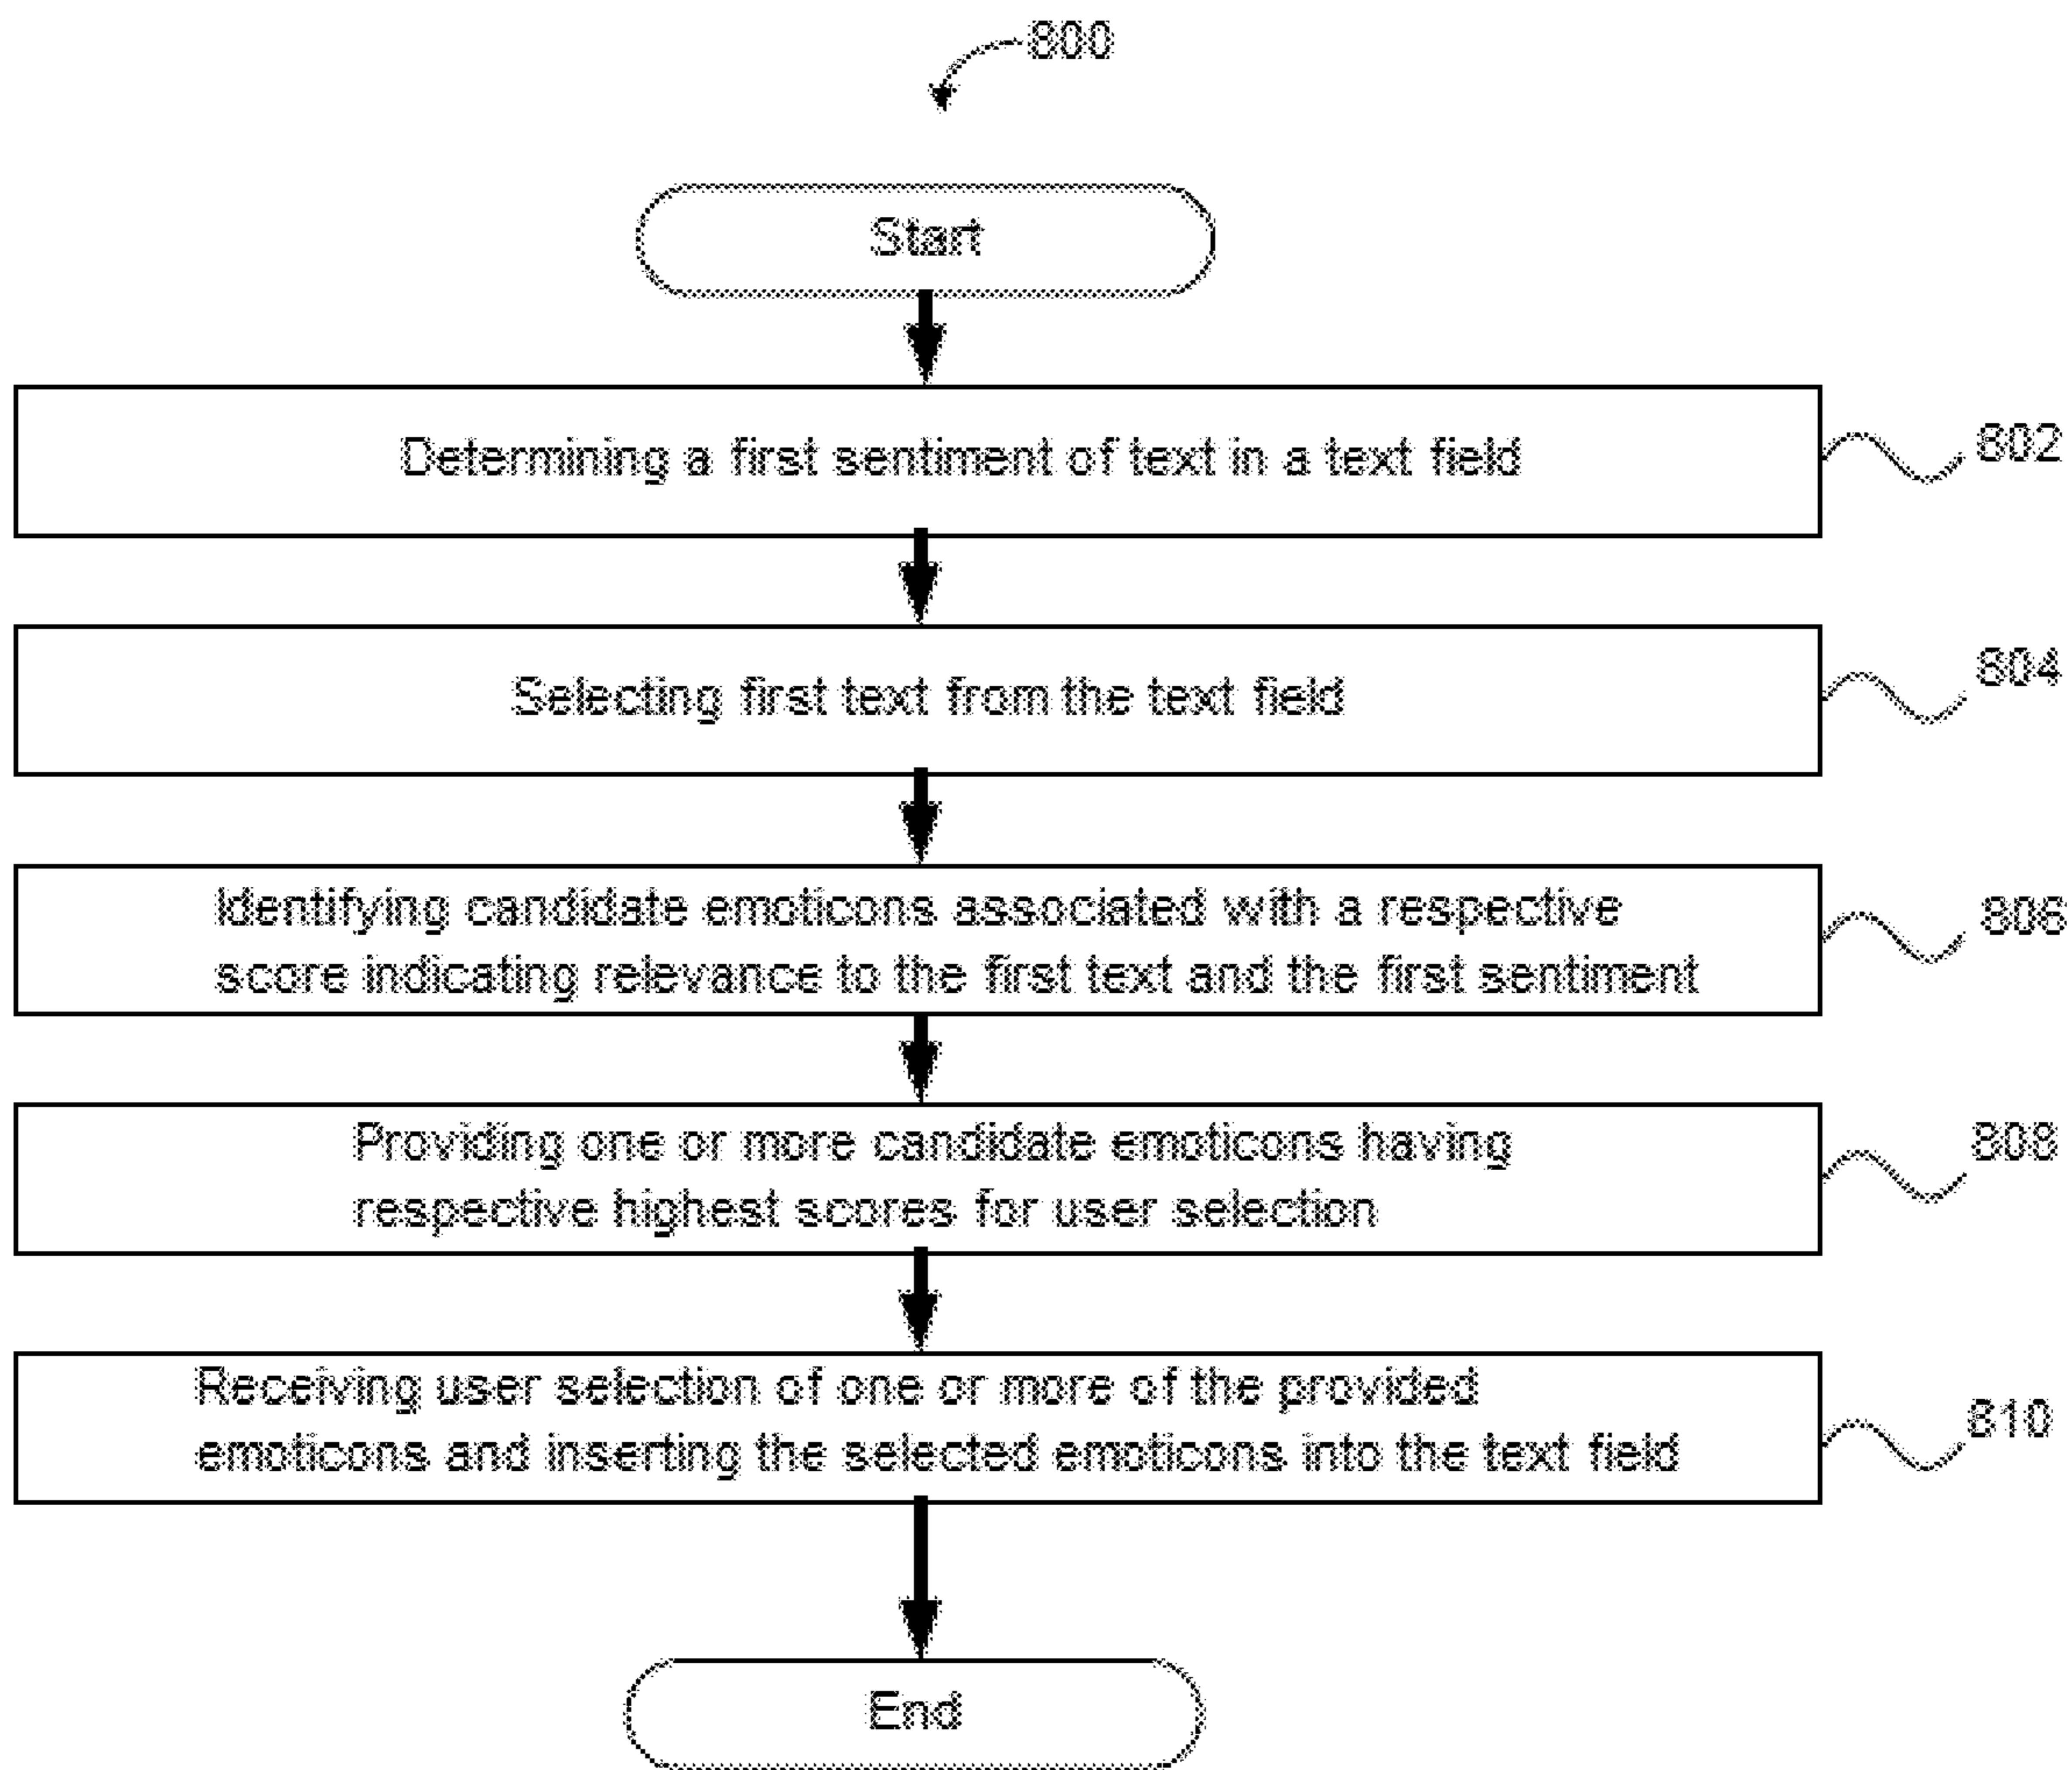 800
Start
Determining a first sentiment of text in a text field
802
Selecting first text from the text field
804
Identifying candidate emoticons associated with a respective
score indicating relevance to the first text and the first sentiment
806
Providing one or more candidate emoticons having
respective highest scores for user selection
808
Receiving user selection of one or more of the provided
emoticons and inserting the selected emoticons into the text field
810
End